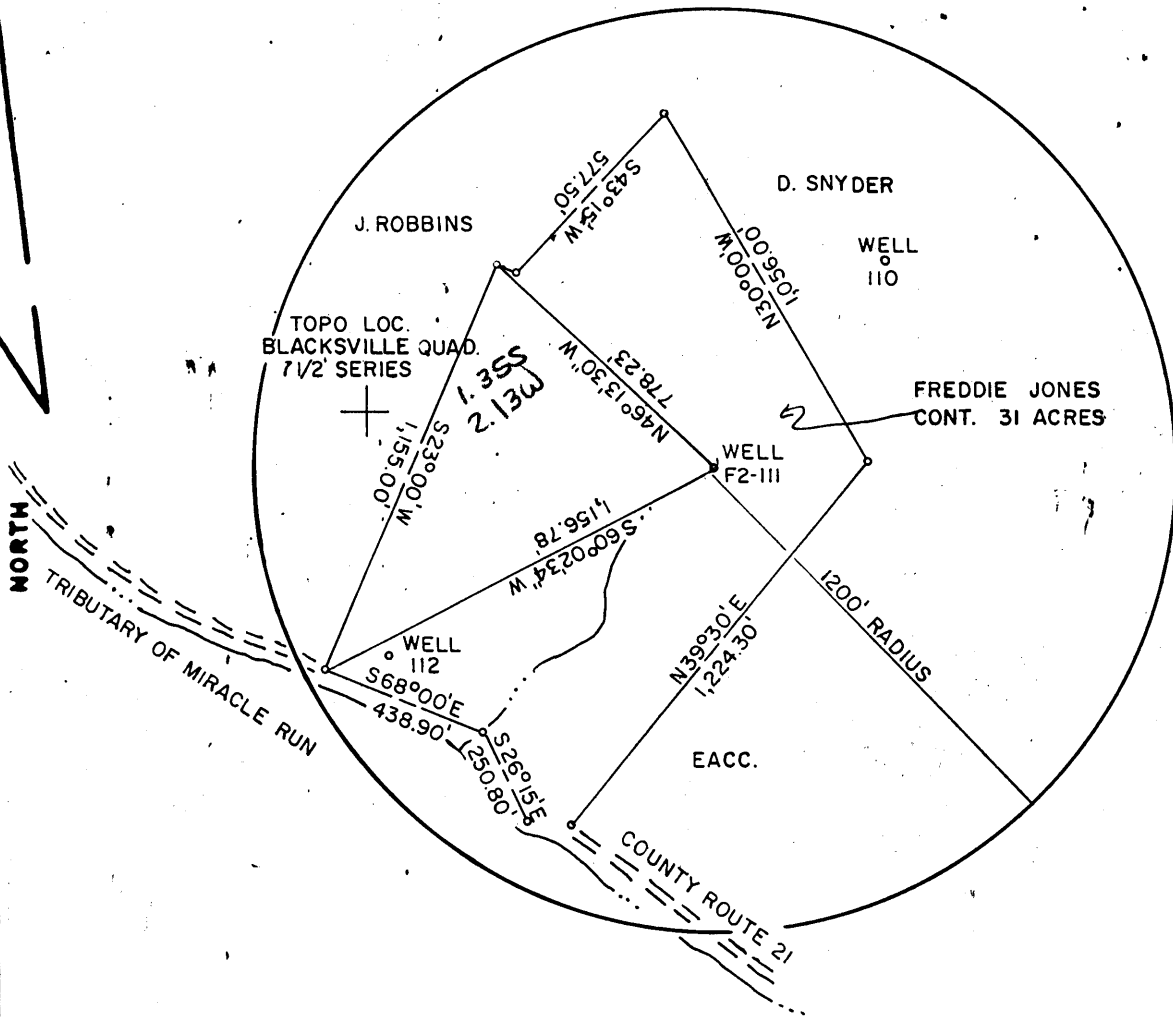 D. SNYDER
S43°15'W
577.50'
J. ROBBINS
WELL
110
N30°00'W
1,056.00'
TOPO LOC.
BLACKSVILLE QUAD.
7 1/2' SERIES
1.35S
2.13W
N46°13'30"W
778.23'
FREDDIE JONES
CONT. 31 ACRES
S23°00'W
1,155.00'
WELL
F2-111
1,156.78'
S60°02'34"W
NORTH
TRIBUTARY OF MIRACLE RUN
WELL
112
S68°00'E
438.90'
S26°15'E
(250.80'
N39°30'E
1,224.30'
1200' RADIUS
EACC.
COUNTY ROUTE 21